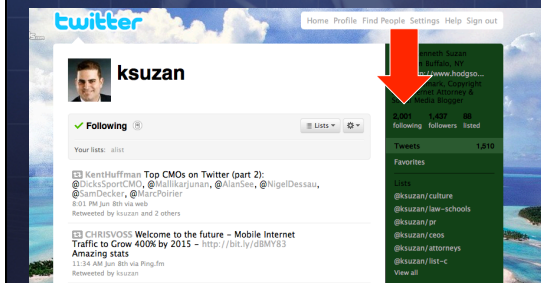 twitter
Home Profile Find People Settings Help Sign out
ksuzan
Following
Lists
Your lists: alist
KentHuffman Top CMOs on Twitter (part 2):
@DicksSportCMO, @Mallikarjunan, @AlanSee, @NigelDessau,
@SamDecker, @MarcPoirier
8:01 PM Jun 8th via web
Retweeted by ksuzan and 2 others
CHRISVOSS Welcome to the future – Mobile Internet
Traffic to Grow 400% by 2015 – http://bit.ly/dBMY83
Amazing stats
11:34 AM Jun 8th via Ping.fm
Retweeted by ksuzan
enneth Suzan
Buffalo, NY
://www.hodgso...
mark, Copyright
ernet Attorney &
Media Blogger
2,001 1,437 98
following followers listed
Tweets 1,510
Favorites
Lists
@ksuzan/culture
@ksuzan/law-schools
@ksuzan/pr
@ksuzan/ceos
@ksuzan/attorneys
@ksuzan/list-c
View all